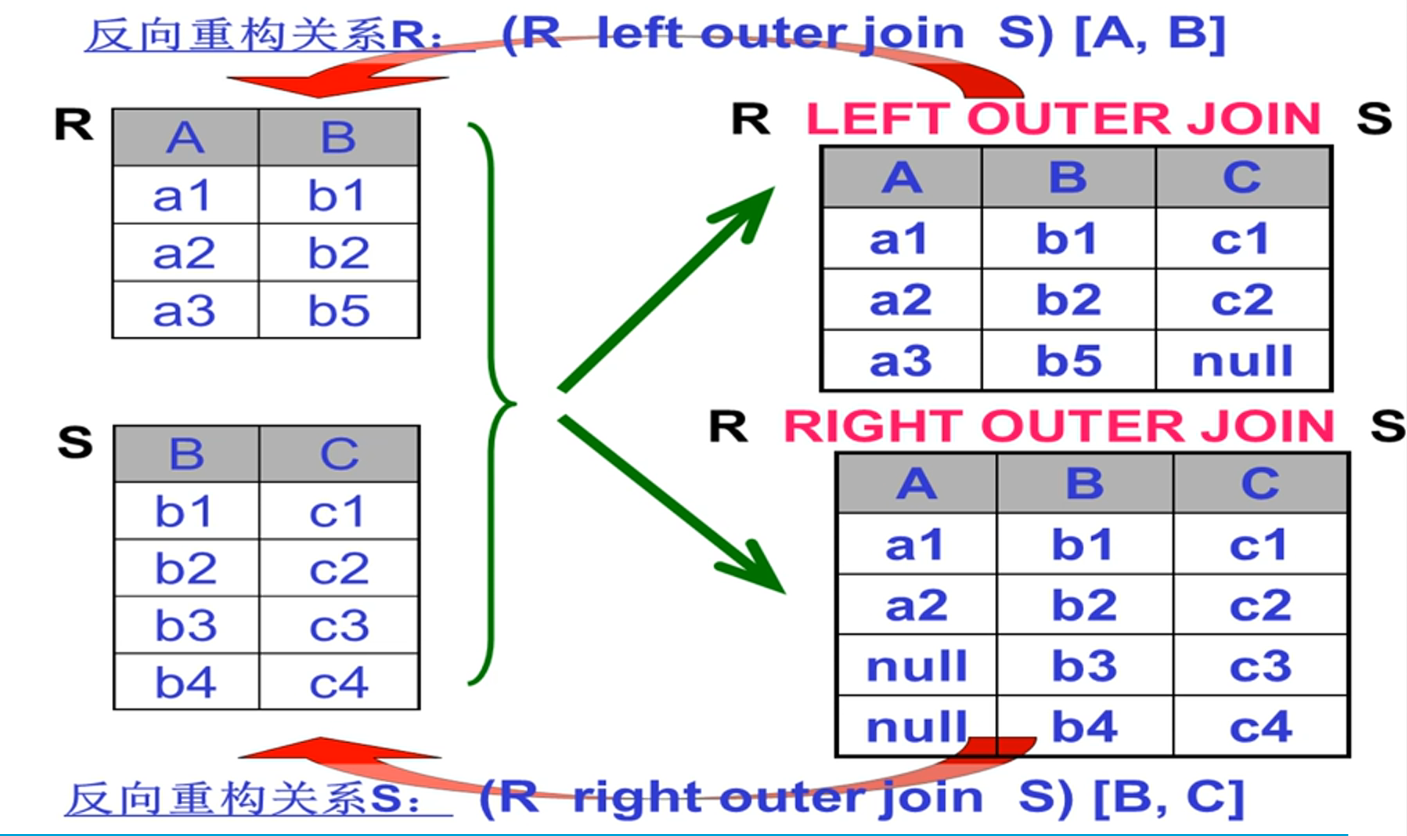 反向重构关系R： (R left outer join S) [A, B]
R
A B
a1 b1
a2 b2
a3 b5
S
B C
b1 c1
b2 c2
b3 c3
b4 c4
R LEFT OUTER JOIN S
A B C
a1 b1 c1
a2 b2 c2
a3 b5 null
R RIGHT OUTER JOIN S
A B C
a1 b1 c1
a2 b2 c2
null b3 c3
null b4 c4
反向重构关系S： (R right outer join S) [B, C]